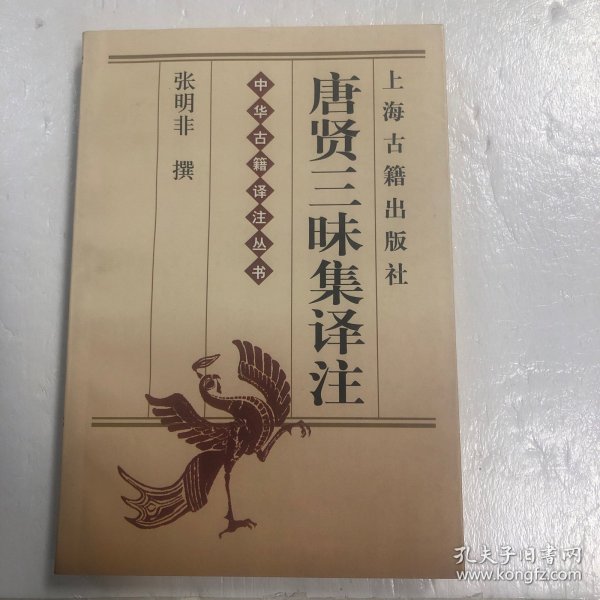 上海古籍出版社
唐贤三昧集译注
中华古籍译注丛书
张明非 撰
孔夫子旧书网
www.kongfz.com